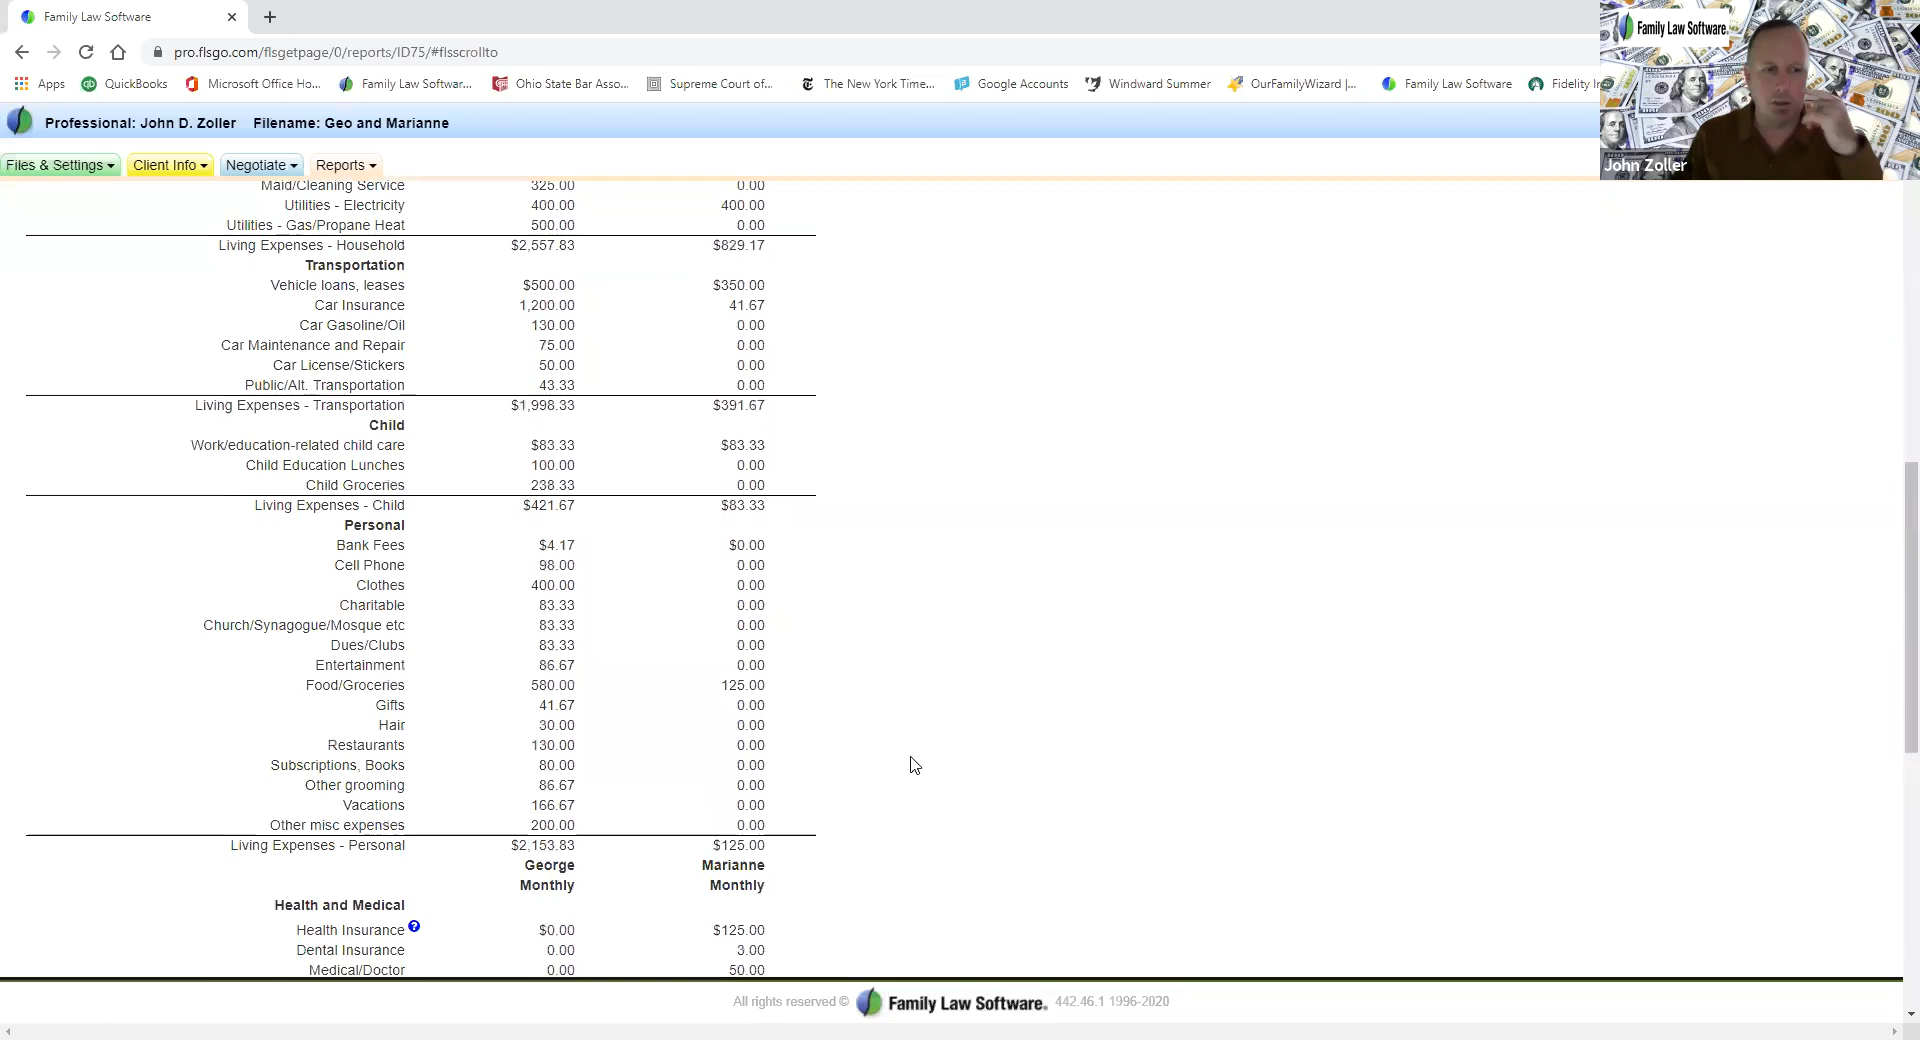 Family Law Software
pro.flsgo.com/flsgetpage/0/reports/ID75/#flsscrollto
Apps QuickBooks Microsoft Office Ho... Family Law Softwar... Ohio State Bar Asso... Supreme Court of... The New York Time... Google Accounts Windward Summer OurFamilyWizard |... Family Law Software Fidelity
Family Law Software.
John Zoller
Professional: John D. Zoller Filename: Geo and Marianne
Files & Settings Client Info Negotiate Reports
Maid/Cleaning Service 325.00 0.00
Utilities - Electricity 400.00 400.00
Utilities - Gas/Propane Heat 500.00 0.00
Living Expenses - Household $2,557.83 $829.17
Transportation
Vehicle loans, leases $500.00 $350.00
Car Insurance 1,200.00 41.67
Car Gasoline/Oil 130.00 0.00
Car Maintenance and Repair 75.00 0.00
Car License/Stickers 50.00 0.00
Public/Alt. Transportation 43.33 0.00
Living Expenses - Transportation $1,998.33 $391.67
Child
Work/education-related child care $83.33 $83.33
Child Education Lunches 100.00 0.00
Child Groceries 238.33 0.00
Living Expenses - Child $421.67 $83.33
Personal
Bank Fees $4.17 $0.00
Cell Phone 98.00 0.00
Clothes 400.00 0.00
Charitable 83.33 0.00
Church/Synagogue/Mosque etc 83.33 0.00
Dues/Clubs 83.33 0.00
Entertainment 86.67 0.00
Food/Groceries 580.00 125.00
Gifts 41.67 0.00
Hair 30.00 0.00
Restaurants 130.00 0.00
Subscriptions, Books 80.00 0.00
Other grooming 86.67 0.00
Vacations 166.67 0.00
Other misc expenses 200.00 0.00
Living Expenses - Personal $2,153.83 $125.00
George Marianne
Monthly Monthly
Health and Medical
Health Insurance ? $0.00 $125.00
Dental Insurance 0.00 3.00
Medical/Doctor 0.00 50.00
All rights reserved © Family Law Software. 442.46.1 1996-2020